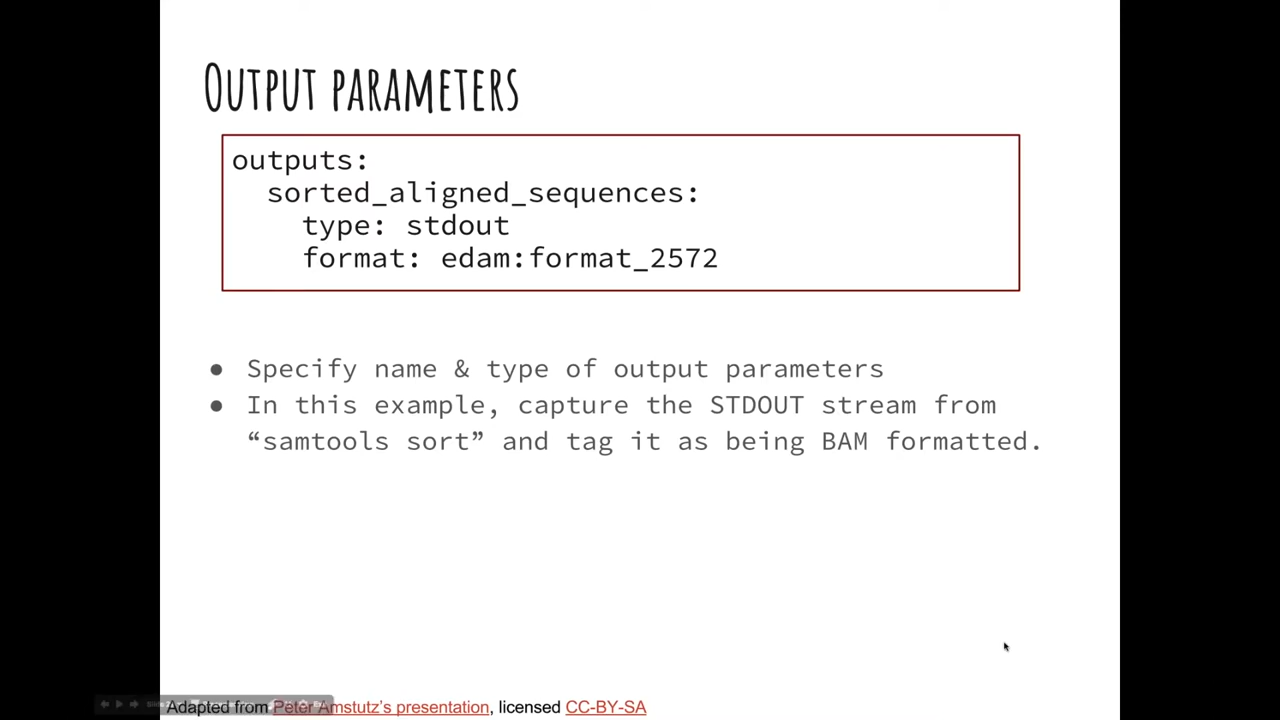 OUTPUT PARAMETERS
outputs:
  sorted_aligned_sequences:
    type: stdout
    format: edam:format_2572
● Specify name & type of output parameters
● In this example, capture the STDOUT stream from
“samtools sort” and tag it as being BAM formatted.
Adapted from Peter Amstutz’s presentation, licensed CC-BY-SA